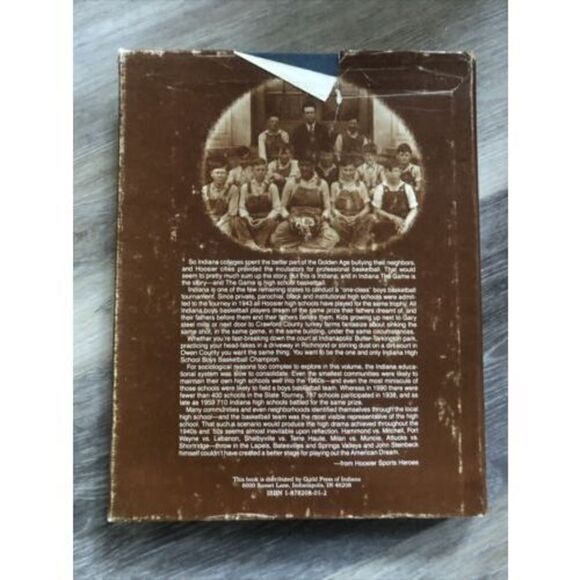 So Indiana colleges spent the better part of the Golden Age bullying their neighbors,
and Hoosier cities provided the incubators for professional basketball. That would
seem to pretty much sum up the story. But this is Indiana, and in Indiana The Game is
the story—and The Game is high school basketball.
Indiana is one of the few remaining states to conduct a "one-class" boys basketball
tournament. Since private, parochial, black and institutional high schools were admit-
ted to the tourney in 1943 all Hoosier high schools have played for the same trophy. All
Indiana boys basketball players dream of the same prize their fathers dreamed of, and
their fathers before them and their fathers before them. Kids growing up next to Gary
steel mills or next door to Crawford County turkey farms fantasize about sinking the
same shot, in the same game, in the same building, under the same circumstances.
Whether you're fast-breaking down the court at Indianapolis' Butler-Tarkington park,
practicing your head-fakes in a driveway in Richmond or stirring dust on a dirt-court in
Owen County you want the same thing. You want to be the one and only Indiana High
School Boys Basketball Champion.
For sociological reasons too complex to explore in this volume, the Indiana educa-
tional system was slow to consolidate. Even the smallest communities were likely to
maintain their own high schools well into the 1960s—and even the most miniscule of
those schools were likely to field a boys basketball team. Whereas in 1990 there were
fewer than 400 schools in the State Tourney, 787 schools participated in 1938, and as
late as 1959 710 Indiana high schools battled for the same prize.
Many communities and even neighborhoods identified themselves through the local
high school—and the basketball team was the most visible representative of the high
school. That such a scenario would produce the high drama achieved throughout the
1940s and '50s seems almost inevitable upon reflection. Hammond vs. Mitchell, Fort
Wayne vs. Lebanon, Shelbyville vs. Terre Haute, Milan vs. Muncie, Attucks vs.
Shortridge—throw in the Lapels, Batesvilles and Springs Valleys and John Steinbeck
himself couldn't have created a better stage for playing out the American Dream.
—from Hoosier Sports Heroes
This book is distributed by Guild Press of Indiana
6000 Sunset Lane, Indianapolis, IN 46208
ISBN 1-878208-01-2